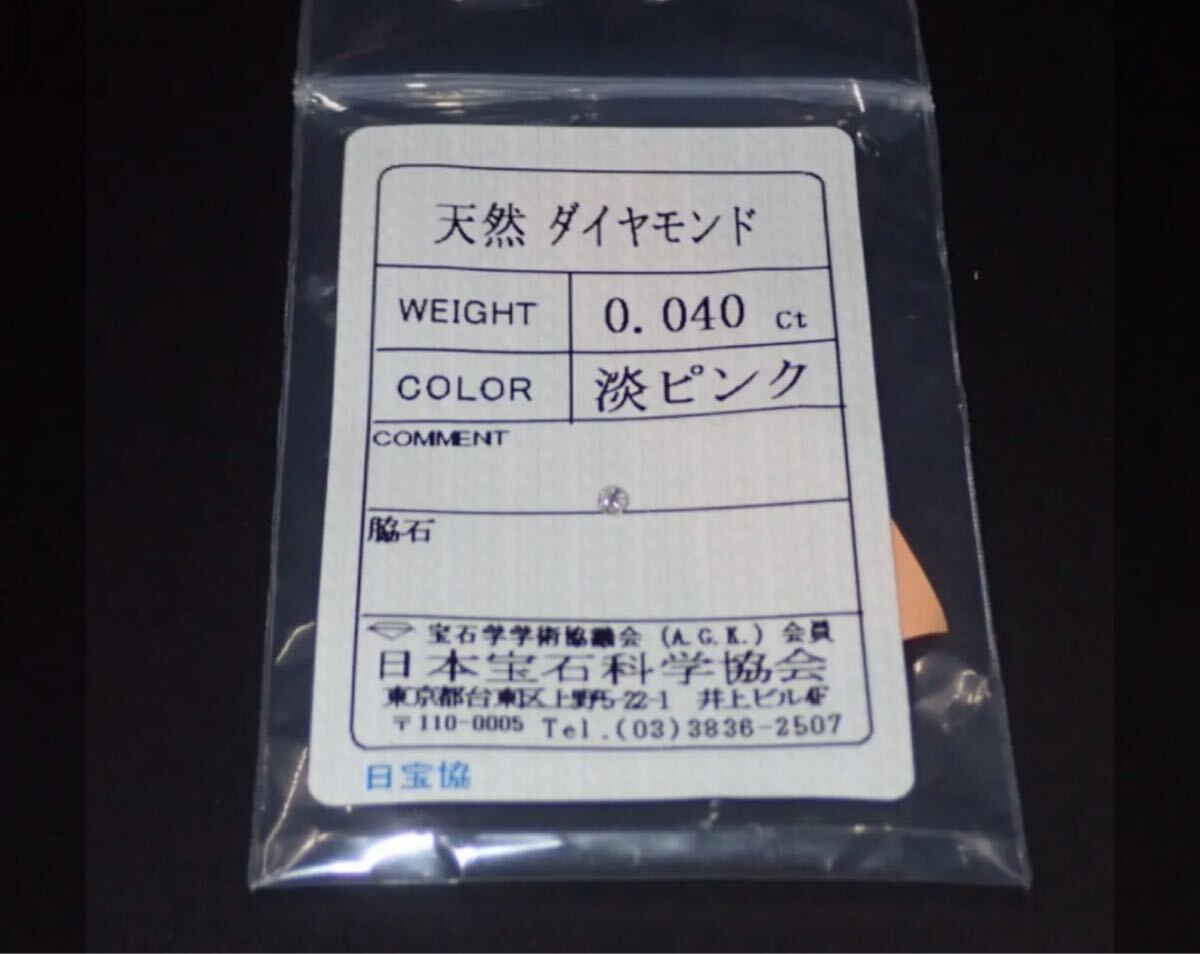 天然 ダイヤモンド
WEIGHT 0.040 Ct
COLOR 淡ピンク
COMMENT
脇石
宝石学学術協議会 (A.G.K.) 会員
日本宝石科学協会
東京都台東区上野5-22-1 井上ビル4F
〒110-0005 Tel.(03)3836-2507
日宝協